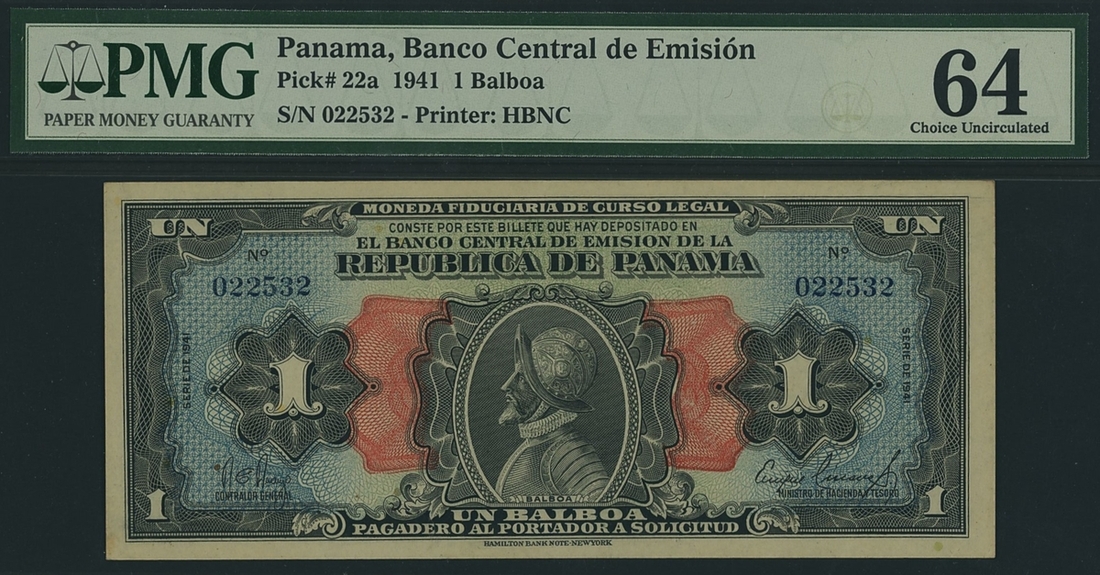 PMG
PAPER MONEY GUARANTY
Panama, Banco Central de Emisión
Pick# 22a 1941 1 Balboa
S/N 022532 - Printer: HBNC
64
Choice Uncirculated
MONEDA FIDUCIARIA DE CURSO LEGAL
UN UN
CONSTE POR ESTE BILLETE QUE HAY DEPOSITADO EN
EL BANCO CENTRAL DE EMISION DE LA
REPUBLICA DE PANAMA
Nº Nº
022532 022532
SERIE DE 1941
SERIE DE 1941
1 1
CONTRALOR GENERAL
MINISTRO DE HACIENDA Y TESORO
BALBOA
1 1
UN BALBOA
PAGADERO AL PORTADOR A SOLICITUD
HAMILTON BANK NOTE-NEW YORK